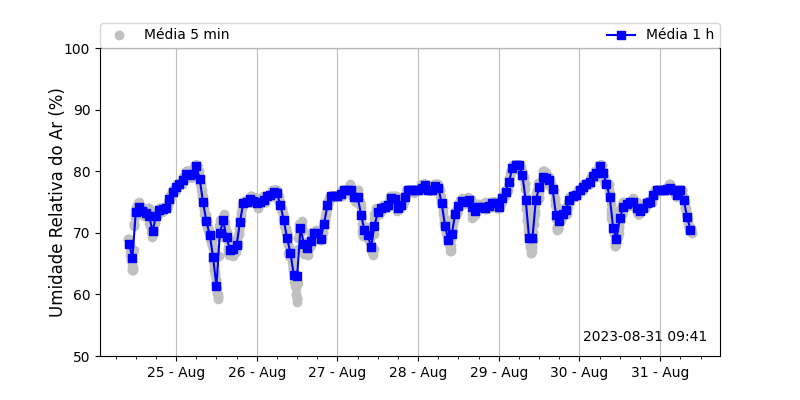 Média 5 min
Média 1 h
Umidade Relativa do Ar (%)
100
90
80
70
60
50
2023-08-31 09:41
25 - Aug
26 - Aug
27 - Aug
28 - Aug
29 - Aug
30 - Aug
31 - Aug